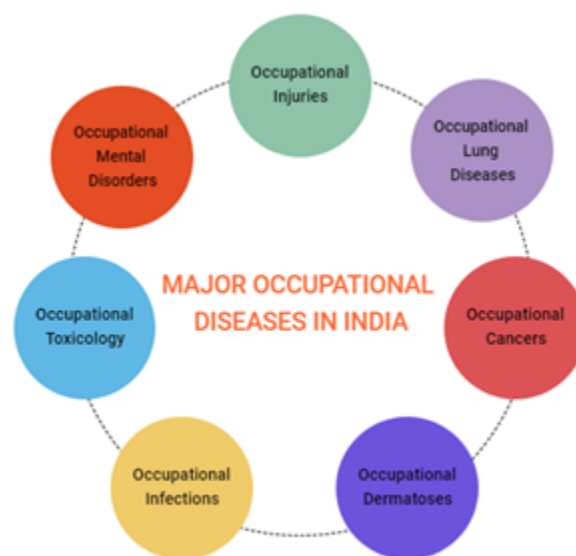 Occupational
Injuries
Occupational
Lung
Diseases
Occupational
Cancers
Occupational
Dermatoses
Occupational
Infections
Occupational
Toxicology
Occupational
Mental
Disorders
MAJOR OCCUPATIONAL
DISEASES IN INDIA